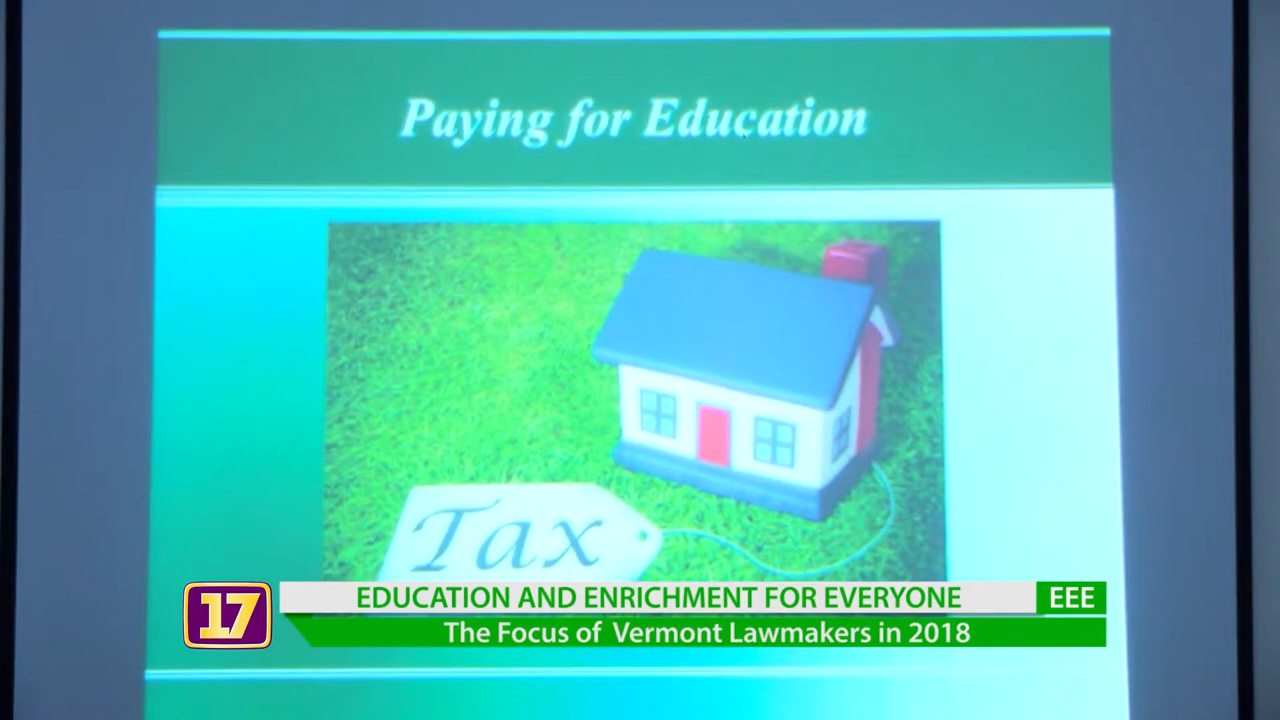 Paying for Education
Tax
17
EDUCATION AND ENRICHMENT FOR EVERYONE
EEE
The Focus of Vermont Lawmakers in 2018